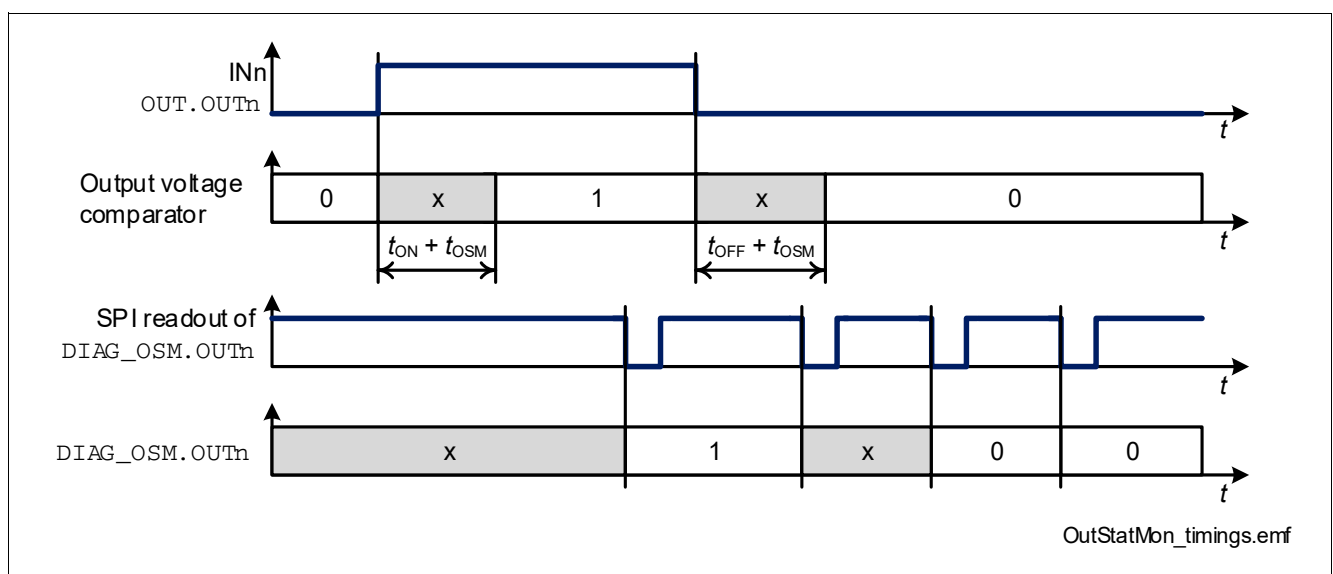 INn
OUT.OUTn
t
Output voltage
comparator
0 x 1 x 0
t
tON + tOSM tOFF + tOSM
SPI readout of
DIAG_OSM.OUTn
t
DIAG_OSM.OUTn
x 1 x 0 0
t
OutStatMon_timings.emf